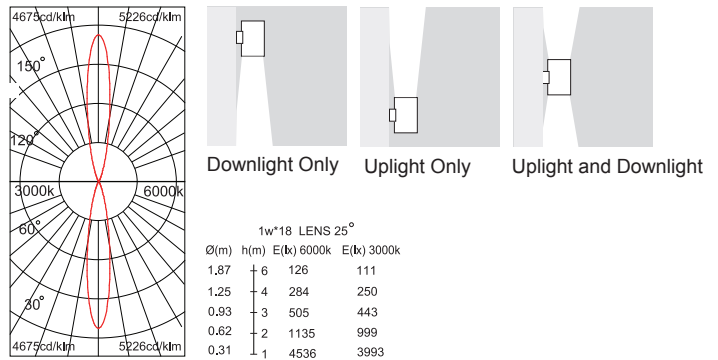 4675cd/klm 5226cd/klm
150°
120°
3000k 6000k
60°
30°
4675cd/klm 5226cd/klm
Downlight Only Uplight Only Uplight and Downlight
1w*18 LENS 25°
Ø(m) h(m) E(lx) 6000k E(lx) 3000k
1.87 6 126 111
1.25 4 284 250
0.93 3 505 443
0.62 2 1135 999
0.31 1 4536 3993